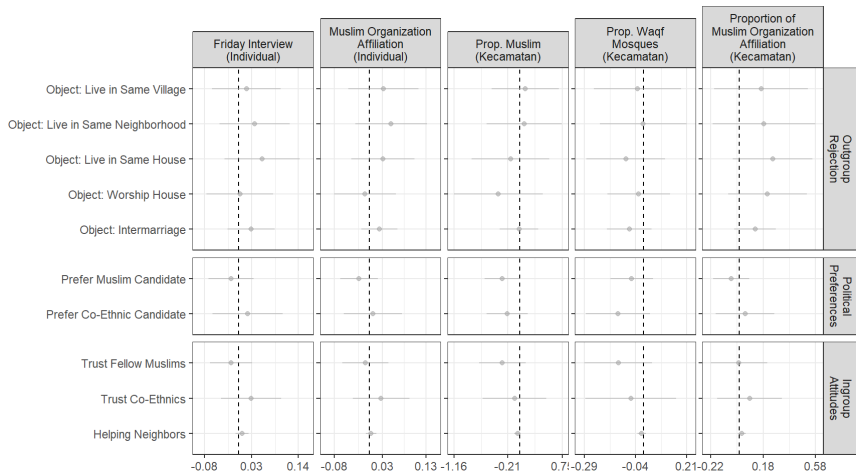 Friday Interview
(Individual)
Muslim Organization
Affiliation
(Individual)
Prop. Muslim
(Kecamatan)
Prop. Waqf
Mosques
(Kecamatan)
Proportion of
Muslim Organization
Affiliation
(Kecamatan)
Object: Live in Same Village
Object: Live in Same Neighborhood
Object: Live in Same House
Object: Worship House
Object: Intermarriage
Outgroup
Rejection
Prefer Muslim Candidate
Prefer Co-Ethnic Candidate
Political
Preferences
Trust Fellow Muslims
Trust Co-Ethnics
Helping Neighbors
Ingroup
Attitudes
-0.08 0.03 0.14 -0.08 0.03 0.13 -1.16 -0.21 -0.29 -0.04 0.21 -0.22 0.18 0.58